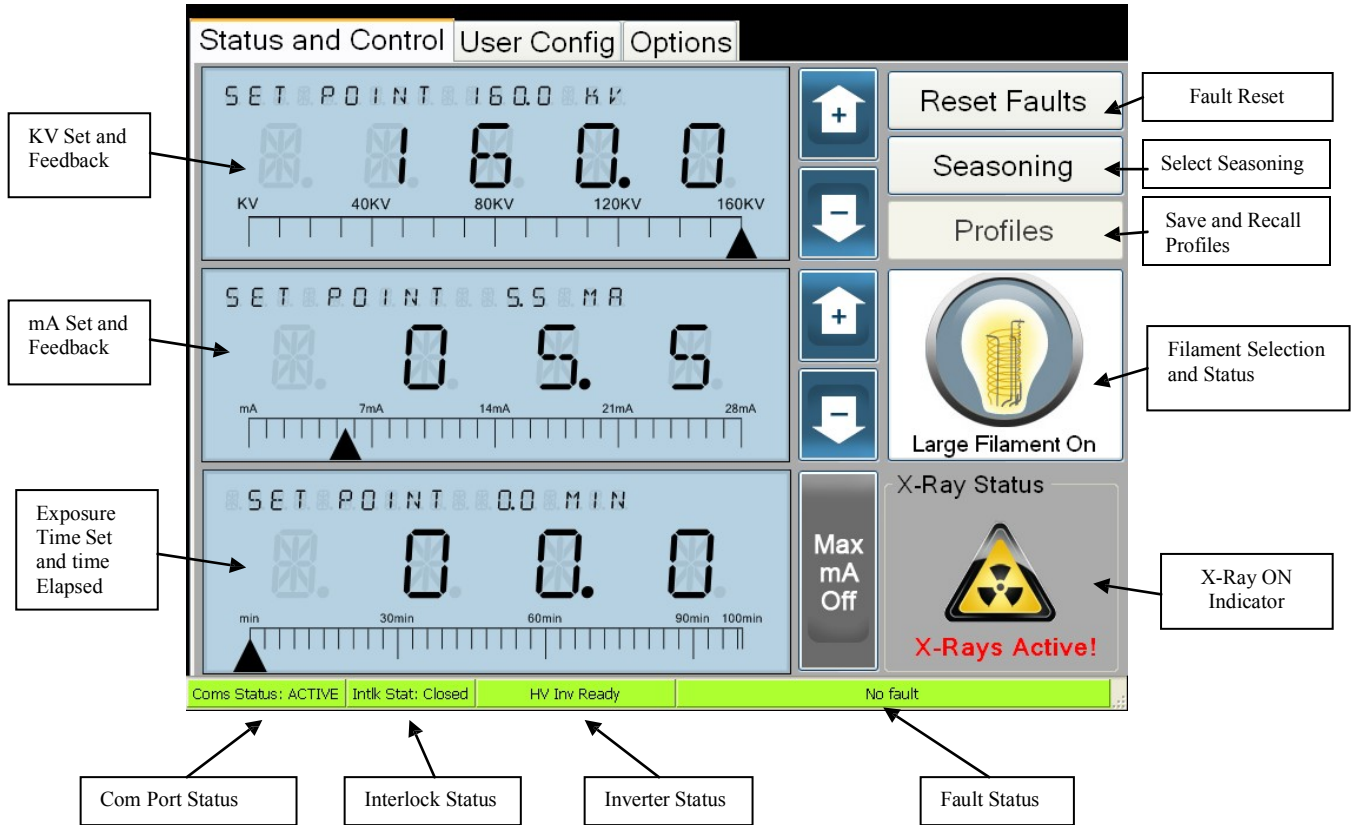 Status and Control User Config Options
SET POINT 160.0 KV
160.0
KV 40KV 80KV 120KV 160KV
+
−
Reset Faults
Seasoning
Profiles
SET POINT 5.5 MA
05.5
mA 7mA 14mA 21mA 28mA
+
−
Large Filament On
SET POINT 0.0 MIN
00.0
min 30min 60min 90min 100min
Max
mA
Off
X-Ray Status
X-Rays Active!
Coms Status: ACTIVE Intlk Stat: Closed HV Inv Ready No fault
KV Set and
Feedback
mA Set and
Feedback
Exposure
Time Set
and time
Elapsed
Fault Reset
Select Seasoning
Save and Recall
Profiles
Filament Selection
and Status
X-Ray ON
Indicator
Com Port Status
Interlock Status
Inverter Status
Fault Status